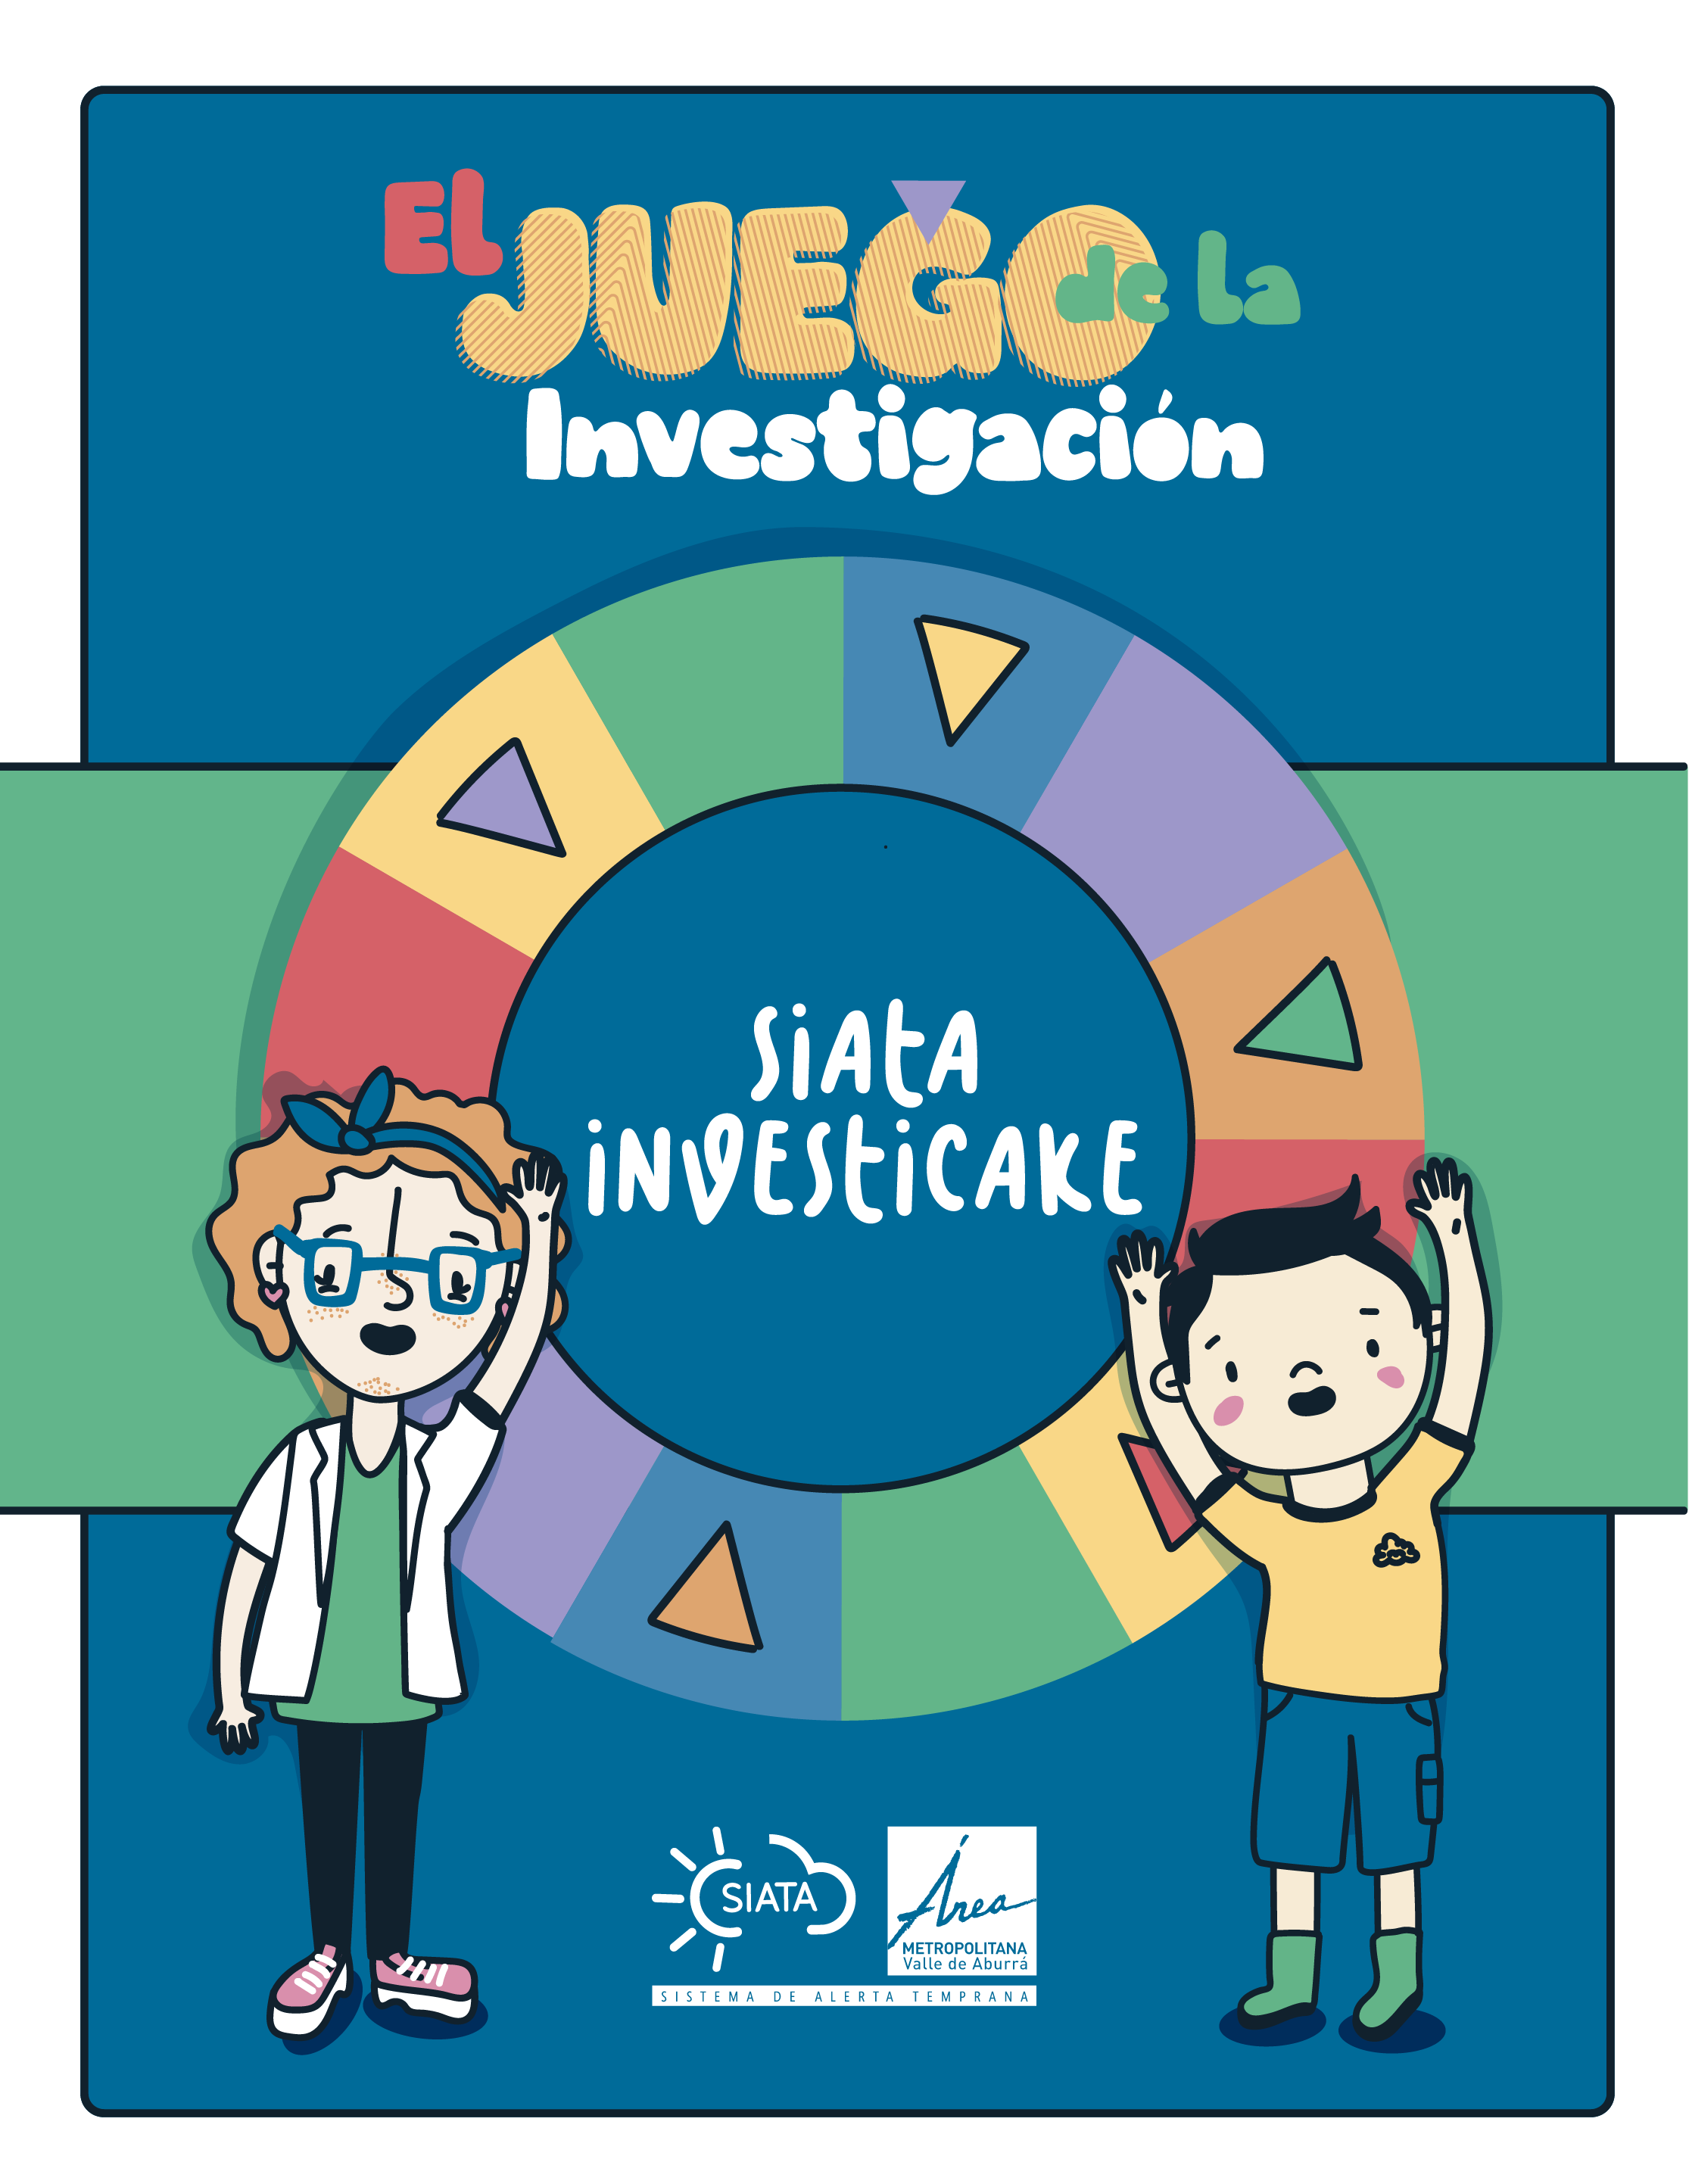 El JUEGO de la
Investigación
SiAtA
iNVEStiCAKE
SIATA
Área
METROPOLITANA
Valle de Aburrá
SISTEMA DE ALERTA TEMPRANA